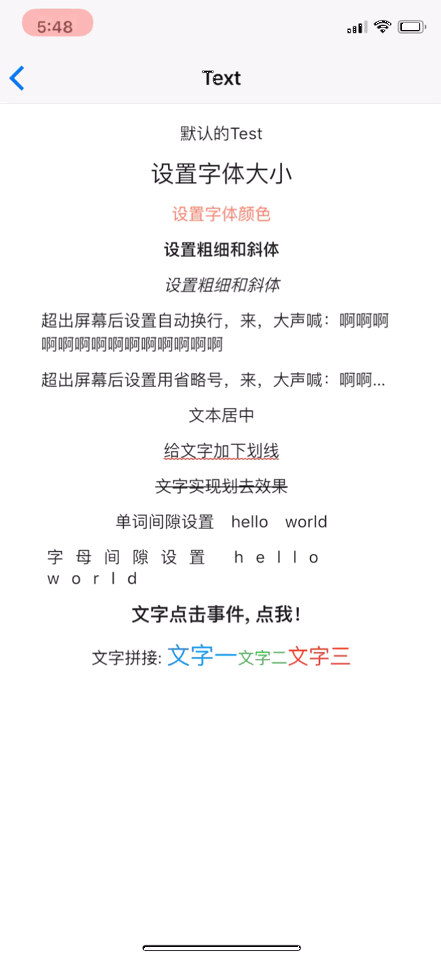 5:48
Text
默认的Test
设置字体大小
设置字体颜色
设置粗细和斜体
设置粗细和斜体
超出屏幕后设置自动换行，来，大声喊：啊啊啊
啊啊啊啊啊啊啊啊啊啊啊
超出屏幕后设置用省略号，来，大声喊：啊啊...
文本居中
给文字加下划线
文字实现划去效果
单词间隙设置 hello world
字 母 间 隙 设 置 h e l l o
w o r l d
文字点击事件, 点我！
文字拼接: 文字一文字二文字三